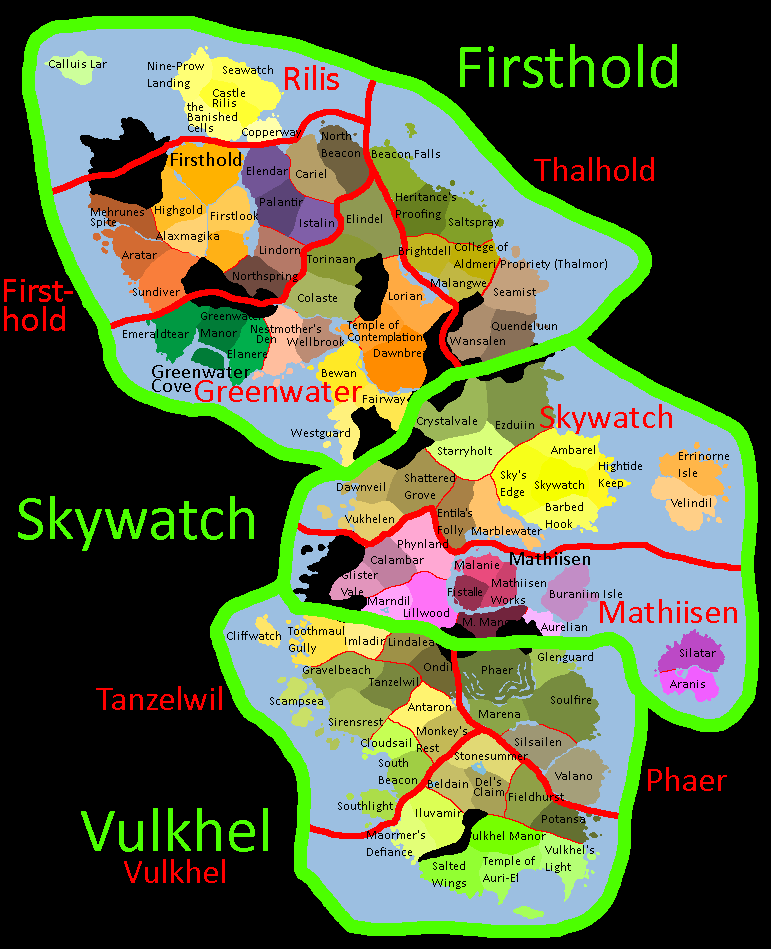 Firsthold
Calluis Lar
Nine-Prow
Landing
Seawatch
Rilis
Castle
Rilis
the
Banished
Cells
Copperway
North
Beacon
Beacon Falls
Thalhold
Firsthold
Elendar
Cariel
Heritance's
Proofing
Palantir
Saltspray
Mehrunes
Spite
Highgold
Firstlook
Istalin
Elindel
Alaxmagika
Brightdell
College of
Aldmeri Propriety (Thalmor)
Aratar
Lindorn
Torinaan
Northspring
Malangwe
Sundiver
Seamist
First-
hold
Colaste
Lorian
Greenwater
Manor
Emeraldtear
Nestmother's
Den
Wellbrook
Temple of
Contemplation
Quendeluun
Wansalen
Elanere
Dawnbre
Greenwater
Cove
Greenwater
Bewan
Fairway
Crystalvale
Ezduiin
Skywatch
Westguard
Starryholt
Ambarel
Errinorne
Isle
Hightide
Keep
Shattered
Grove
Sky's
Edge
Skywatch
Dawnveil
Velindil
Skywatch
Barbed
Hook
Vukhelen
Entila's
Folly
Marblewater
Phynland
Mathiisen
Calambar
Malanie
Glister
Vale
Mathiisen
Works
Fistalle
Buraniim Isle
Marndil
Lillwood
Mathiisen
M. Man
Aurelian
Cliffwatch
Toothmaul
Gully
Imladir
Lindalea
Silatar
Glenguard
Gravelbeach
Ondil
Phaer
Aranis
Tanzelwil
Tanzelwil
Scampsea
Antaron
Soulfire
Marena
Sirensrest
Monkey's
Rest
Cloudsail
Silsailen
Stonesummer
South
Beacon
Valano
Phaer
Beldain
Del's
Claim
Fieldhurst
Southlight
Iluvamir
Potansa
Vulkhel
Maormer's
Defiance
ulkhel Manor
Vulkhel
Salted
Wings
Temple of
Auri-El
Vulkhel's
Light